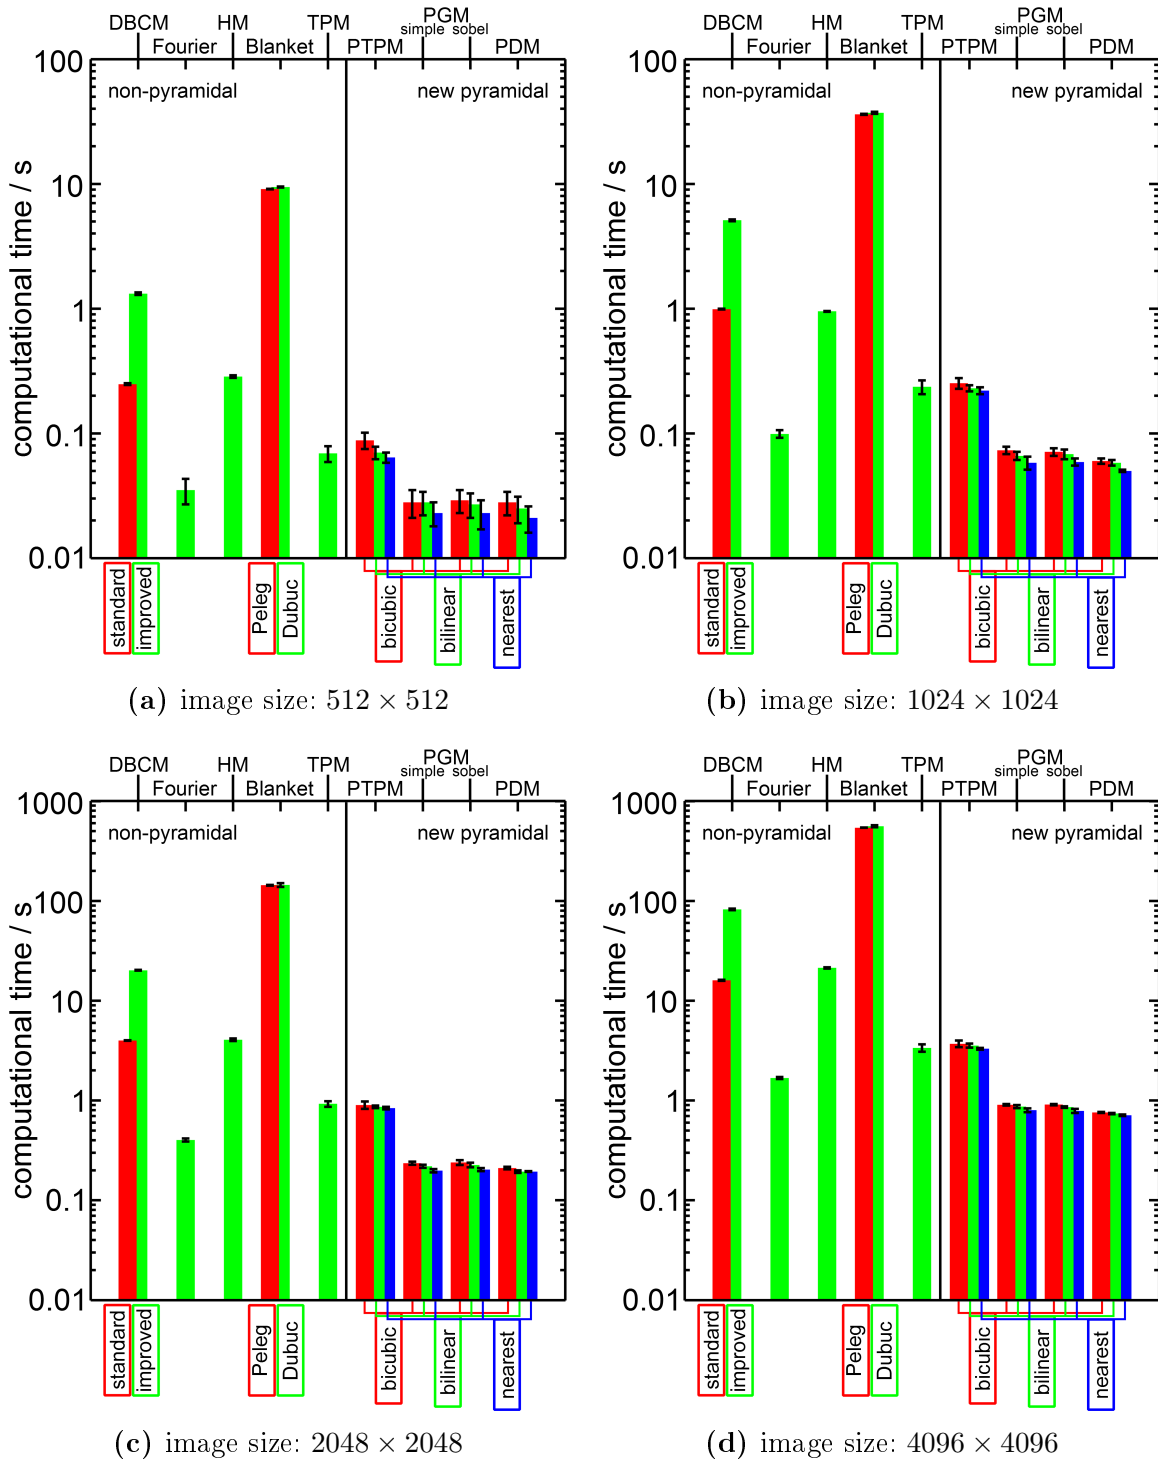 DBCM HM TPM PGM
simple sobel
Fourier Blanket PTPM PDM
100
non-pyramidal new pyramidal
10
1
0.1
0.01
computational time / s
standard
improved
Peleg
Dubuc
bicubic
bilinear
nearest
(a) image size: 512 × 512
DBCM HM TPM PGM
simple sobel
Fourier Blanket PTPM PDM
100
non-pyramidal new pyramidal
10
1
0.1
0.01
computational time / s
standard
improved
Peleg
Dubuc
bicubic
bilinear
nearest
(b) image size: 1024 × 1024
DBCM HM TPM PGM
simple sobel
Fourier Blanket PTPM PDM
1000
non-pyramidal new pyramidal
100
10
1
0.1
0.01
computational time / s
standard
improved
Peleg
Dubuc
bicubic
bilinear
nearest
(c) image size: 2048 × 2048
DBCM HM TPM PGM
simple sobel
Fourier Blanket PTPM PDM
1000
non-pyramidal new pyramidal
100
10
1
0.1
0.01
computational time / s
standard
improved
Peleg
Dubuc
bicubic
bilinear
nearest
(d) image size: 4096 × 4096